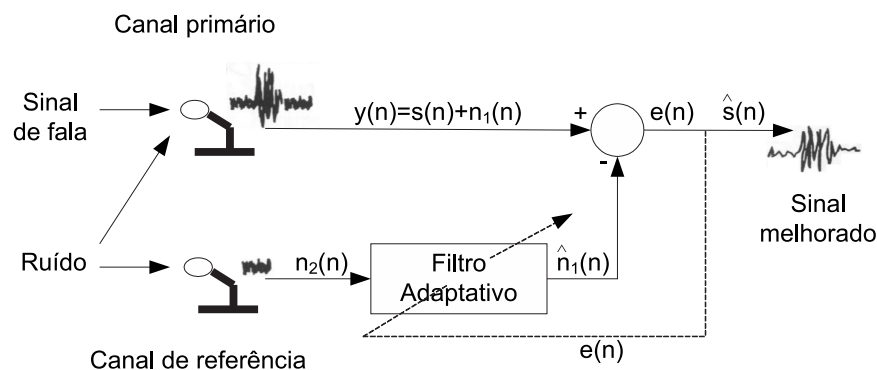 Canal primário
Sinal
de fala
y(n)=s(n)+n₁(n)
+
-
e(n)
ŝ(n)
Sinal
melhorado
Ruído
n₂(n)
Filtro
Adaptativo
n̂₁(n)
e(n)
Canal de referência